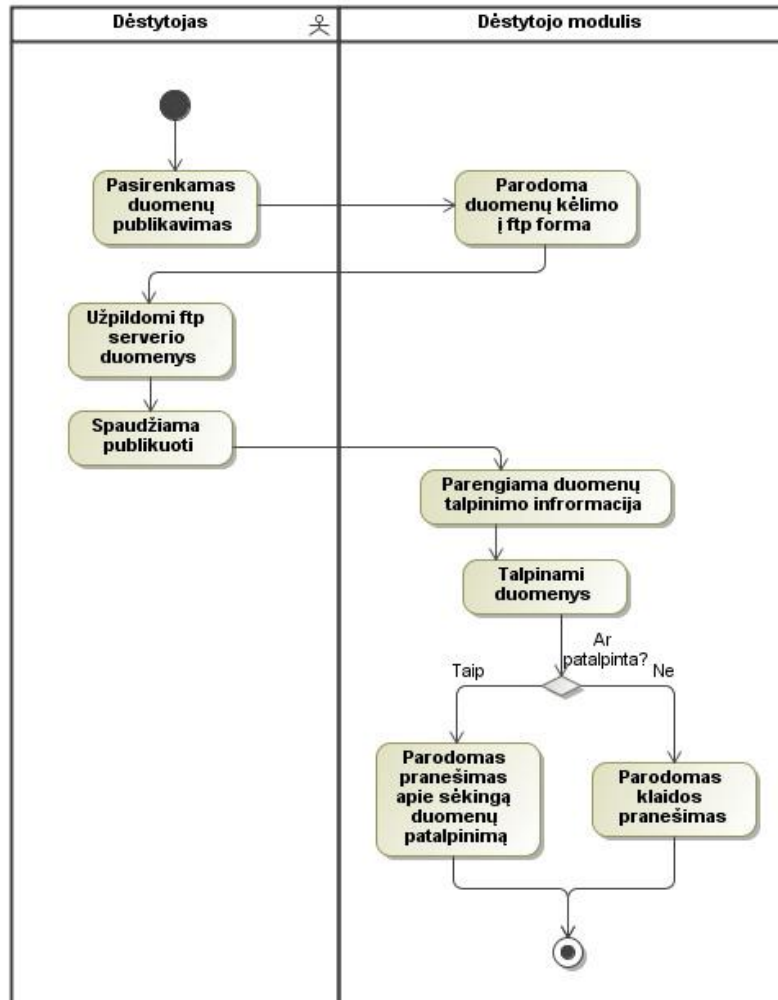 Dėstytojas
Dėstytojo modulis
Pasirenkamas
duomenų
publikavimas
Parodoma
duomenų kėlimo
į ftp forma
Užpildomi ftp
serverio
duomenys
Spaudžiama
publikuoti
Parengiama duomenų
talpinimo infrormacija
Talpinami
duomenys
Ar
patalpinta?
Taip
Ne
Parodomas
pranešimas
apie sėkingą
duomenų
patalpinimą
Parodomas
klaidos
pranešimas